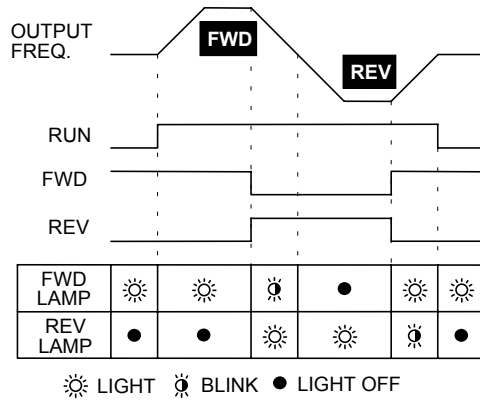 OUTPUT
FREQ.
FWD
REV
RUN
FWD
REV
FWD
LAMP
REV
LAMP
LIGHT BLINK LIGHT OFF